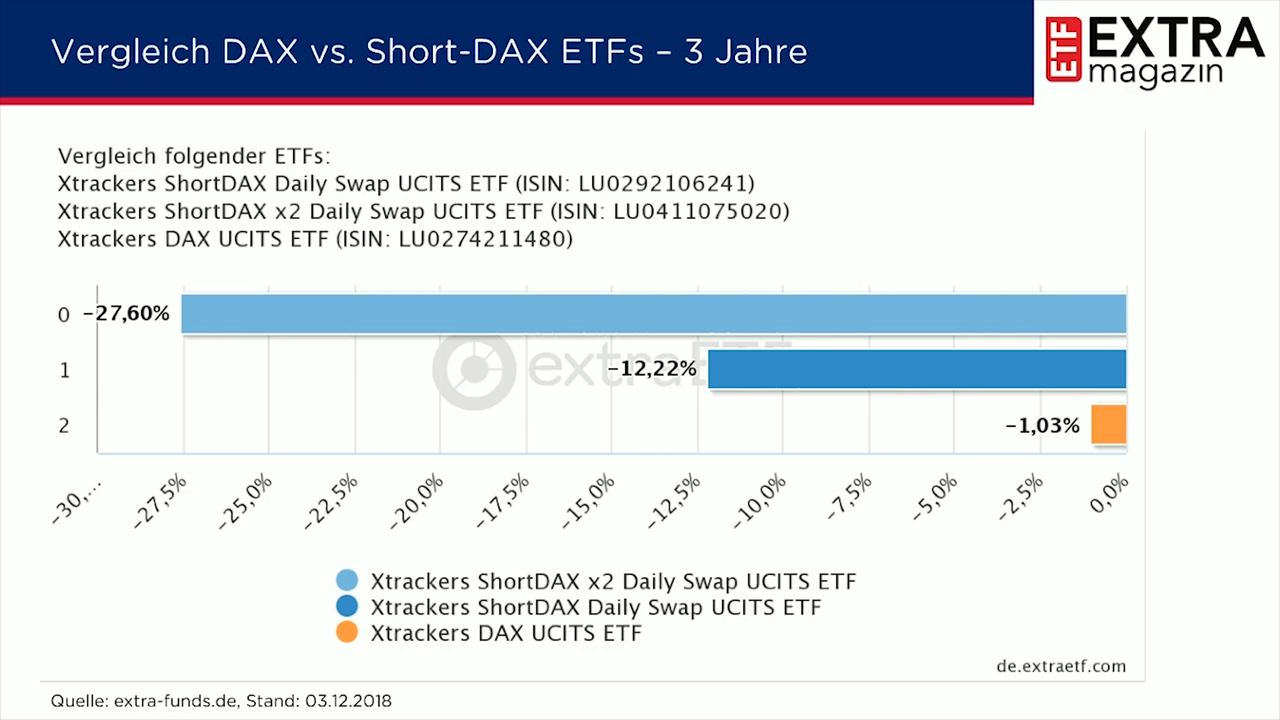 Vergleich DAX vs. Short-DAX ETFs – 3 Jahre
ETF EXTRA
magazin
Vergleich folgender ETFs:
Xtrackers ShortDAX Daily Swap UCITS ETF (ISIN: LU0292106241)
Xtrackers ShortDAX x2 Daily Swap UCITS ETF (ISIN: LU0411075020)
Xtrackers DAX UCITS ETF (ISIN: LU0274211480)
0 -27,60%
extraETF
1 -12,22%
2 -1,03%
-30,... -27,5% -25,0% -22,5% -20,0% -17,5% -15,0% -12,5% -10,0% -7,5% -5,0% -2,5% 0,0%
Xtrackers ShortDAX x2 Daily Swap UCITS ETF
Xtrackers ShortDAX Daily Swap UCITS ETF
Xtrackers DAX UCITS ETF
de.extraetf.com
Quelle: extra-funds.de, Stand: 03.12.2018